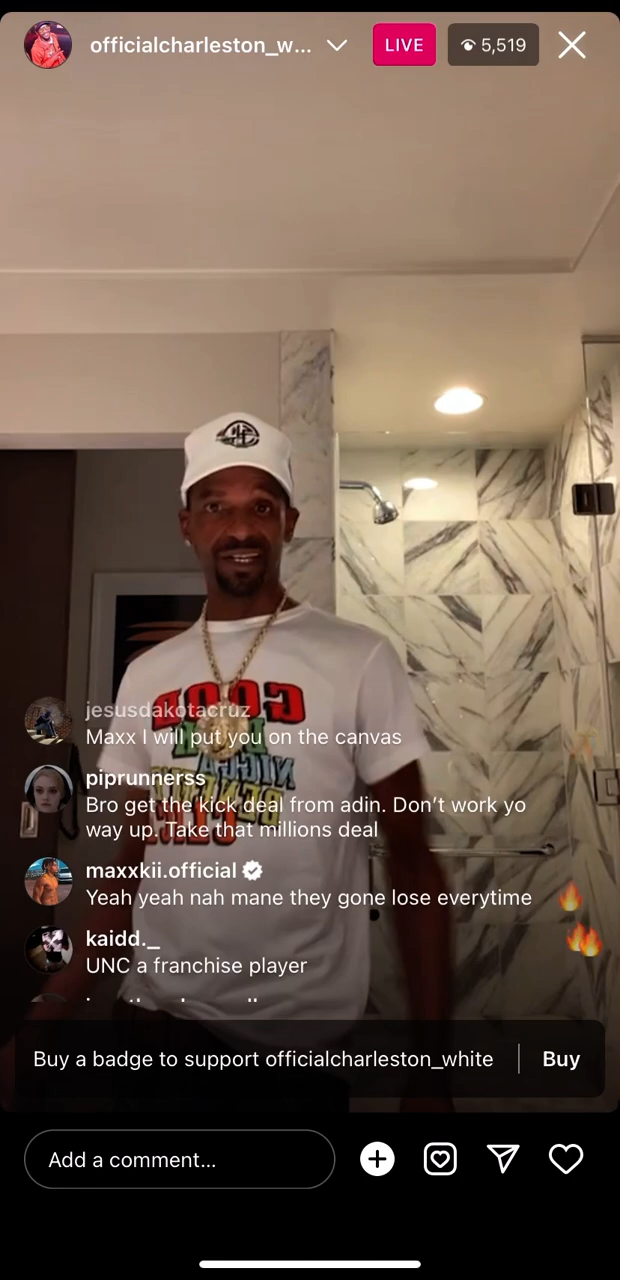 officialcharleston_w...
LIVE
5,519
GOOD
jesusdakotacruz
Maxx I will put you on the canvas
piprunnerss
Bro get the kick deal from adin. Don't work yo
way up. Take that millions deal
maxxkii.official
Yeah yeah nah mane they gone lose everytime
kaidd._
UNC a franchise player
Buy a badge to support officialcharleston_white
Buy
Add a comment...